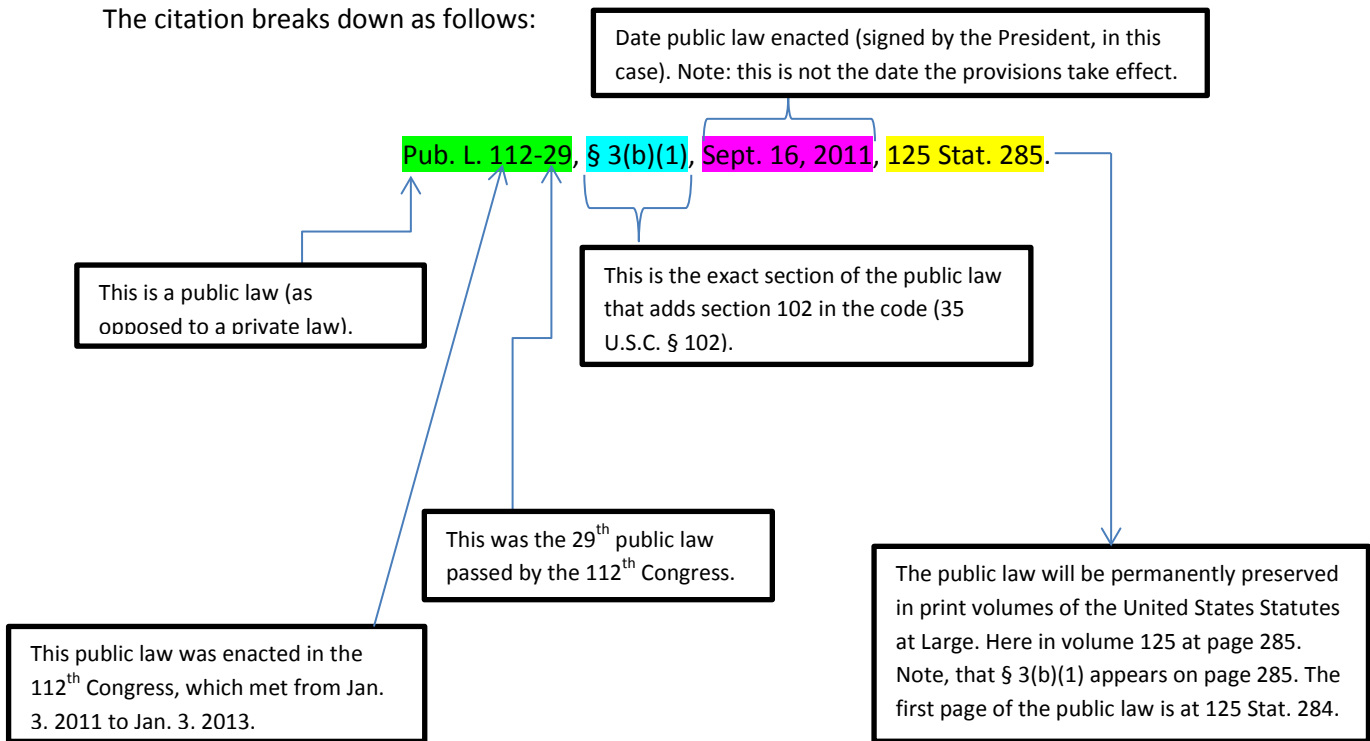 The citation breaks down as follows:
Date public law enacted (signed by the President, in this
case). Note: this is not the date the provisions take effect.
Pub. L. 112-29, § 3(b)(1), Sept. 16, 2011, 125 Stat. 285.
This is a public law (as
opposed to a private law).
This is the exact section of the public law
that adds section 102 in the code (35
U.S.C. § 102).
This was the 29th public law
passed by the 112th Congress.
This public law was enacted in the
112th Congress, which met from Jan.
3. 2011 to Jan. 3. 2013.
The public law will be permanently preserved
in print volumes of the United States Statutes
at Large. Here in volume 125 at page 285.
Note, that § 3(b)(1) appears on page 285. The
first page of the public law is at 125 Stat. 284.